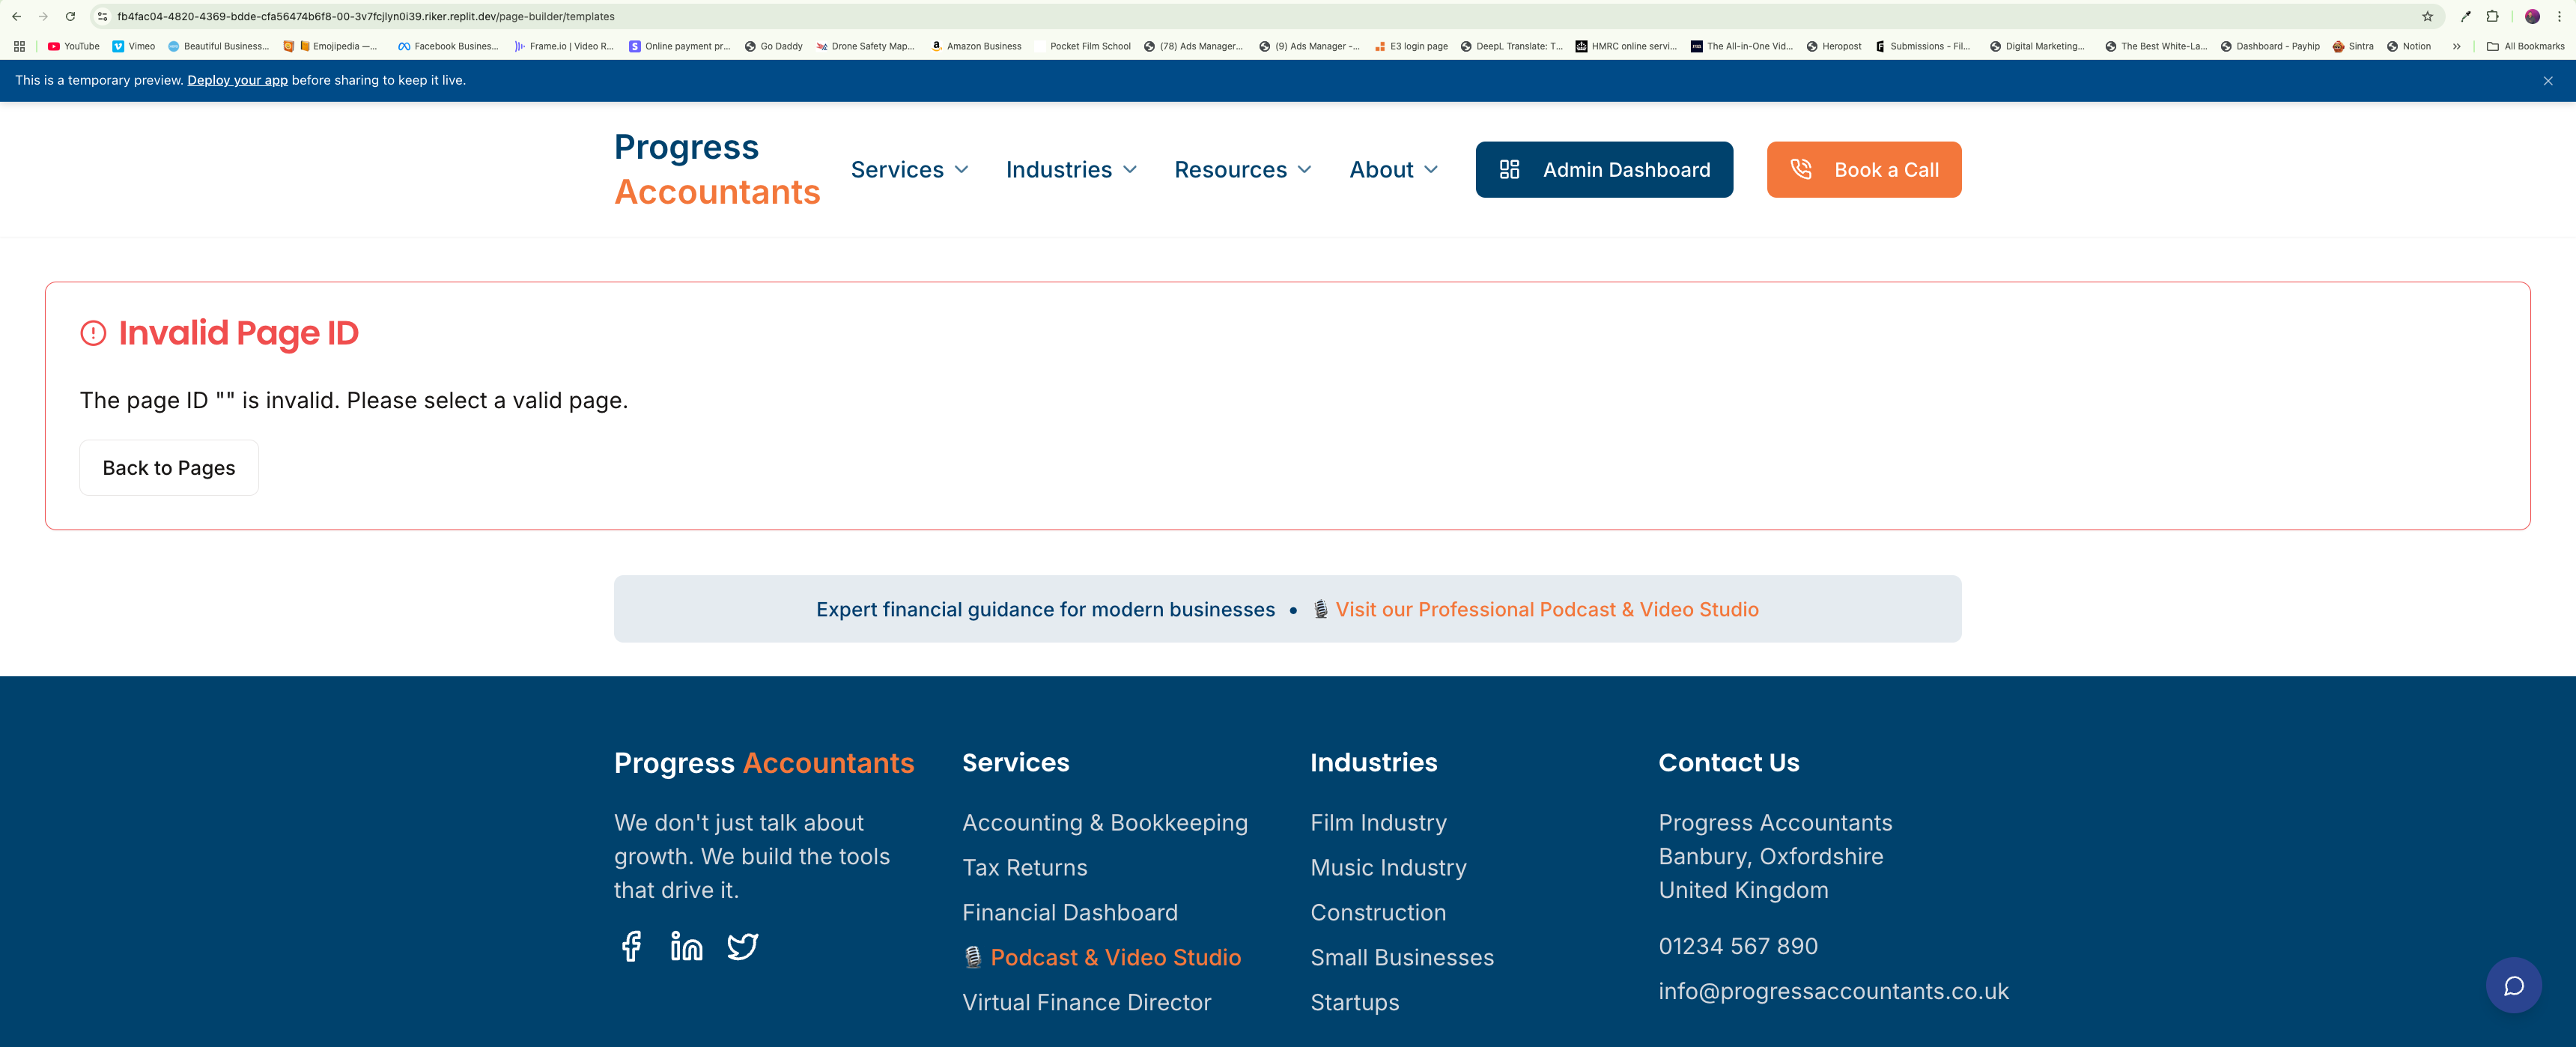 fb4fac04-4820-4369-bdde-cfa56474b6f8-00-3v7fcjlyn0i39.riker.replit.dev/page-builder/templates
YouTube Vimeo Beautiful Business... Emojipedia —... Facebook Busines... Frame.io | Video R... Online payment pr... Go Daddy Drone Safety Map... Amazon Business Pocket Film School (78) Ads Manager... (9) Ads Manager -... E3 login page DeepL Translate: T... HMRC online servi... The All-in-One Vid... Heropost Submissions - Fil... Digital Marketing... The Best White-La... Dashboard - Payhip Sintra Notion » All Bookmarks
This is a temporary preview. Deploy your app before sharing to keep it live.
Progress
Accountants
Services Industries Resources About Admin Dashboard Book a Call
Invalid Page ID
The page ID "" is invalid. Please select a valid page.
Back to Pages
Expert financial guidance for modern businesses • Visit our Professional Podcast & Video Studio
Progress Accountants
We don't just talk about
growth. We build the tools
that drive it.
Services
Accounting & Bookkeeping
Tax Returns
Financial Dashboard
Podcast & Video Studio
Virtual Finance Director
Industries
Film Industry
Music Industry
Construction
Small Businesses
Startups
Contact Us
Progress Accountants
Banbury, Oxfordshire
United Kingdom
01234 567 890
info@progressaccountants.co.uk